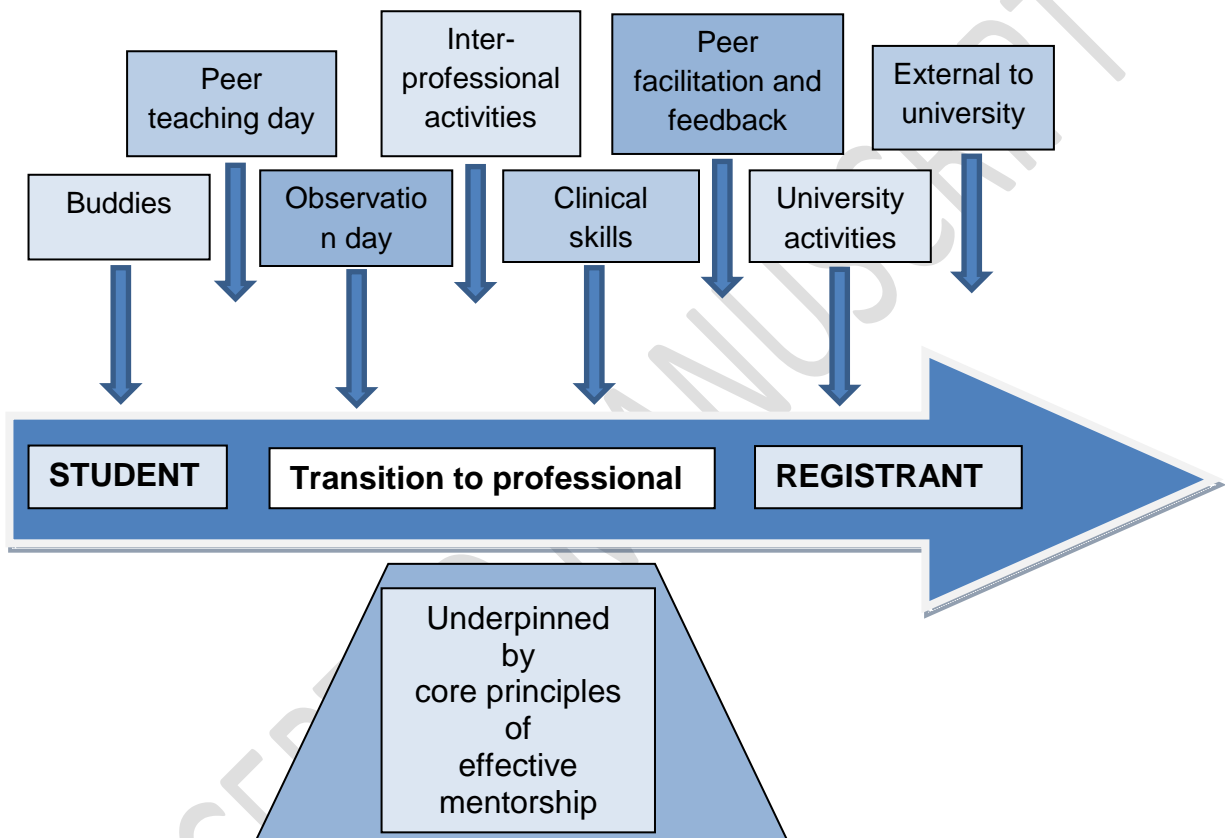 Peer
teaching day
Inter-
professional
activities
Peer
facilitation and
feedback
External to
university
Buddies
Observatio
n day
Clinical
skills
University
activities
STUDENT
Transition to professional
REGISTRANT
Underpinned
by
core principles
of
effective
mentorship
MANUSCRIPT